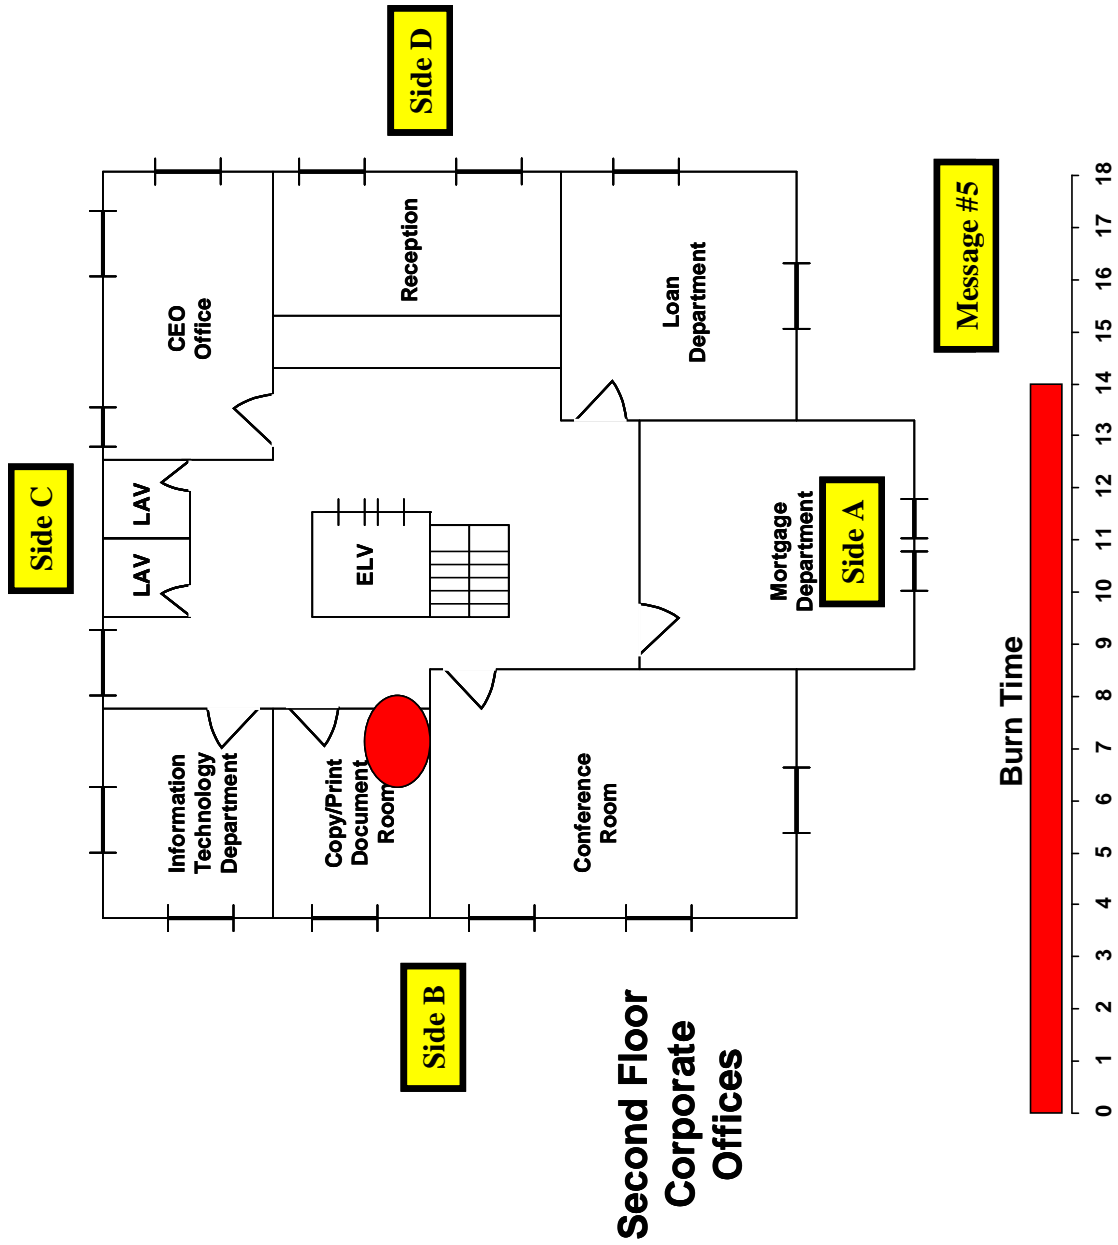 Side C
Side D
Side B
Side A
LAV
LAV
CEO
Office
Information
Technology
Department
Copy/Print
Document
Room
ELV
Reception
Conference
Room
Loan
Department
Mortgage
Department
Second Floor
Corporate
Offices
Message #5
Burn Time
0 1 2 3 4 5 6 7 8 9 10 11 12 13 14 15 16 17 18